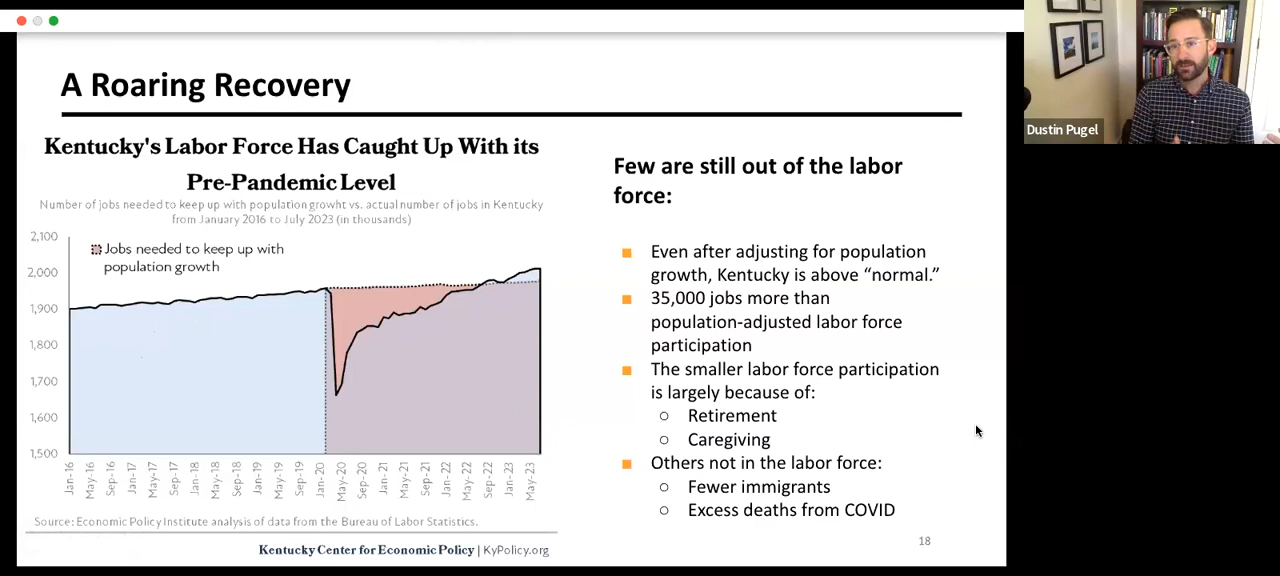 A Roaring Recovery
Kentucky's Labor Force Has Caught Up With its
Pre-Pandemic Level
Number of jobs needed to keep up with population growht vs. actual number of jobs in Kentucky
from January 2016 to July 2023 (in thousands)
2,100
2,000
1,900
1,800
1,700
1,600
1,500
Jobs needed to keep up with
population growth
Jan-16
May-16
Sep-16
Jan-17
May-17
Sep-17
Jan-18
May-18
Sep-18
Jan-19
May-19
Sep-19
Jan-20
May-20
Sep-20
Jan-21
May-21
Sep-21
Jan-22
May-22
Sep-22
Jan-23
May-23
Source: Economic Policy Institute analysis of data from the Bureau of Labor Statistics.
Kentucky Center for Economic Policy | KyPolicy.org
Few are still out of the labor
force:
Even after adjusting for population
growth, Kentucky is above “normal.”
35,000 jobs more than
population-adjusted labor force
participation
The smaller labor force participation
is largely because of:
Retirement
Caregiving
Others not in the labor force:
Fewer immigrants
Excess deaths from COVID
18
Dustin Pugel